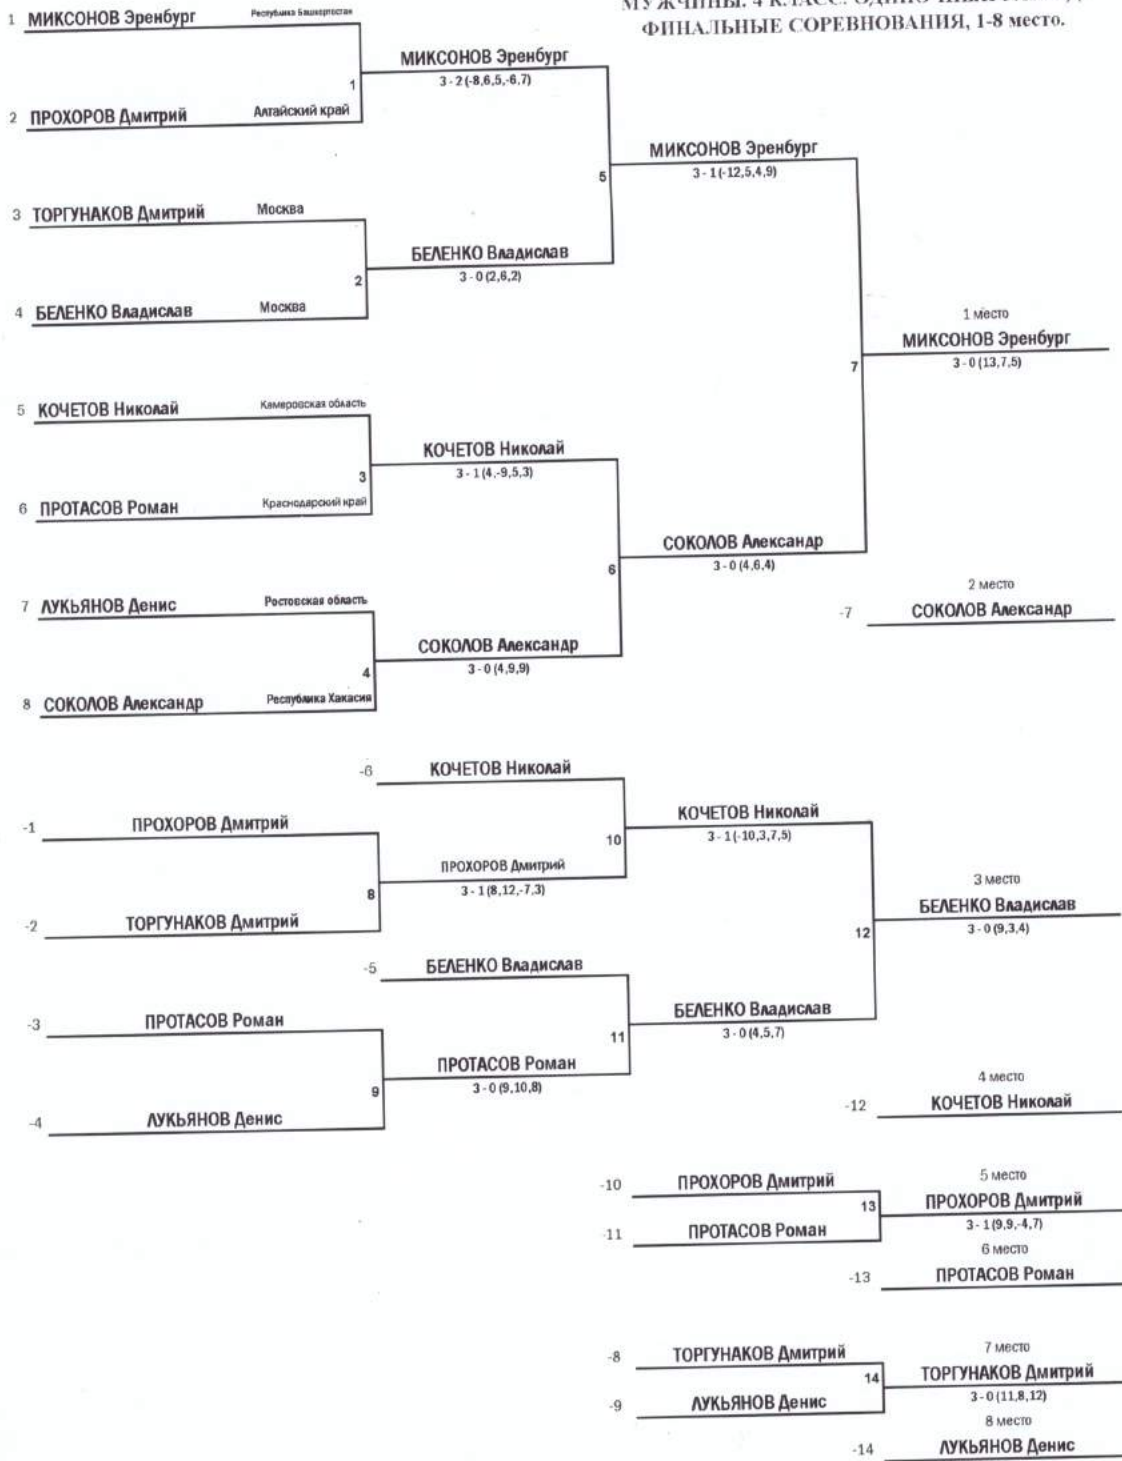 МУЖЧИНЫ. 4 КЛАСС.
ФИНАЛЬНЫЕ СОРЕВНОВАНИЯ, 1-8 место.
1 МИКСОНОВ Эренбург Республика Башкортостан
МИКСОНОВ Эренбург
3 - 2 (-8,6,5,-6,7)
1
2 ПРОХОРОВ Дмитрий Алтайский край
МИКСОНОВ Эренбург
3 - 1 (-12,5,4,9)
5
3 ТОРГУНАКОВ Дмитрий Москва
БЕЛЕНКО Владислав
3 - 0 (2,6,2)
2
4 БЕЛЕНКО Владислав Москва
1 место
МИКСОНОВ Эренбург
3 - 0 (13,7,5)
7
5 КОЧЕТОВ Николай Кемеровская область
КОЧЕТОВ Николай
3 - 1 (4,-9,5,3)
3
6 ПРОТАСОВ Роман Краснодарский край
СОКОЛОВ Александр
3 - 0 (4,6,4)
6
2 место
-7 СОКОЛОВ Александр
7 ЛУКЬЯНОВ Денис Ростовская область
СОКОЛОВ Александр
3 - 0 (4,9,9)
4
8 СОКОЛОВ Александр Республика Хакасия
-6 КОЧЕТОВ Николай
КОЧЕТОВ Николай
3 - 1 (-10,3,7,5)
10
-1 ПРОХОРОВ Дмитрий
ПРОХОРОВ Дмитрий
3 - 1 (8,12,-7,3)
8
-2 ТОРГУНАКОВ Дмитрий
3 место
БЕЛЕНКО Владислав
3 - 0 (9,3,4)
12
-5 БЕЛЕНКО Владислав
БЕЛЕНКО Владислав
3 - 0 (4,5,7)
11
-3 ПРОТАСОВ Роман
ПРОТАСОВ Роман
3 - 0 (9,10,8)
9
-4 ЛУКЬЯНОВ Денис
4 место
-12 КОЧЕТОВ Николай
-10 ПРОХОРОВ Дмитрий
5 место
13 ПРОХОРОВ Дмитрий
3 - 1 (9,9,-4,7)
-11 ПРОТАСОВ Роман
6 место
-13 ПРОТАСОВ Роман
-8 ТОРГУНАКОВ Дмитрий
7 место
14 ТОРГУНАКОВ Дмитрий
3 - 0 (11,8,12)
-9 ЛУКЬЯНОВ Денис
8 место
-14 ЛУКЬЯНОВ Денис